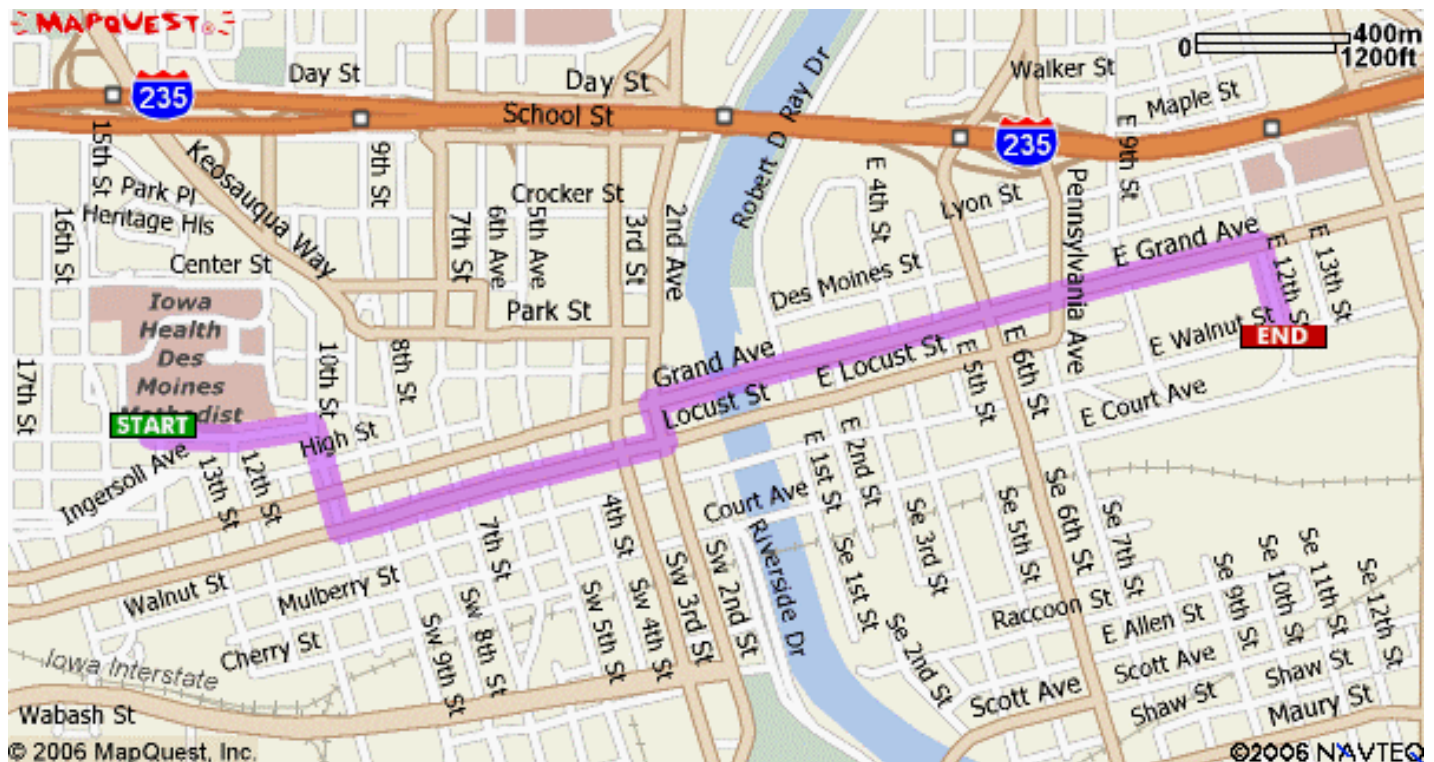 MAPQUEST®
0
400m
1200ft
Day St
Day St
Walker St
235
School St
Maple St
235
15th St
9th St
Keosauqua Way
Robert D Ray Dr
E 9th St
E 4th St
Park Pl
Crocker St
Lyon St
Pennsylvania Ave
16th St
Heritage Hls
7th St
6th Ave
5th Ave
3rd St
2nd Ave
E Grand Ave
E 12th St
E 13th St
Center St
Des Moines St
Iowa
Health
Des
Moines
Methodist
Park St
E Walnut St
END
17th St
10th St
8th St
Grand Ave
E Locust St
E 5th St
E 6th St
Locust St
E Court Ave
START
High St
Ingersoll Ave
13th St
12th St
E 1st St
E 2nd St
Court Ave
4th St
7th St
Riverside Dr
Se 3rd St
Se 5th St
Se 6th St
Se 7th St
Walnut St
Mulberry St
Sw 3rd St
Sw 2nd St
Se 1st St
Sw 9th St
Sw 8th St
Sw 5th St
Sw 4th St
Se 9th St
Se 10th St
Se 11th St
Se 12th St
Raccoon St
E Allen St
Cherry St
Se 2nd St
Iowa Interstate
Scott Ave
Scott Ave
Shaw St
Shaw St
Maury St
Wabash St
© 2006 MapQuest, Inc.
©2006 NAVTEQ